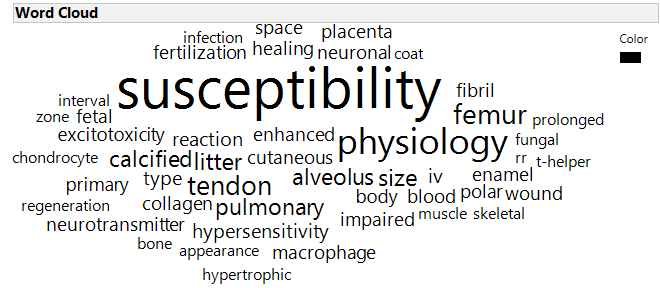 Word Cloud
Color
space
infection placenta
fertilization healing neuronal coat
susceptibility
fibril
interval
femur
zone fetal prolonged
excitotoxicity reaction enhanced physiology fungal
chondrocyte calcified litter cutaneous rr t-helper
primary type tendon alveolus size iv enamel
body blood polar wound
regeneration collagen pulmonary
neurotransmitter impaired muscle skeletal
hypersensitivity
bone appearance macrophage
hypertrophic